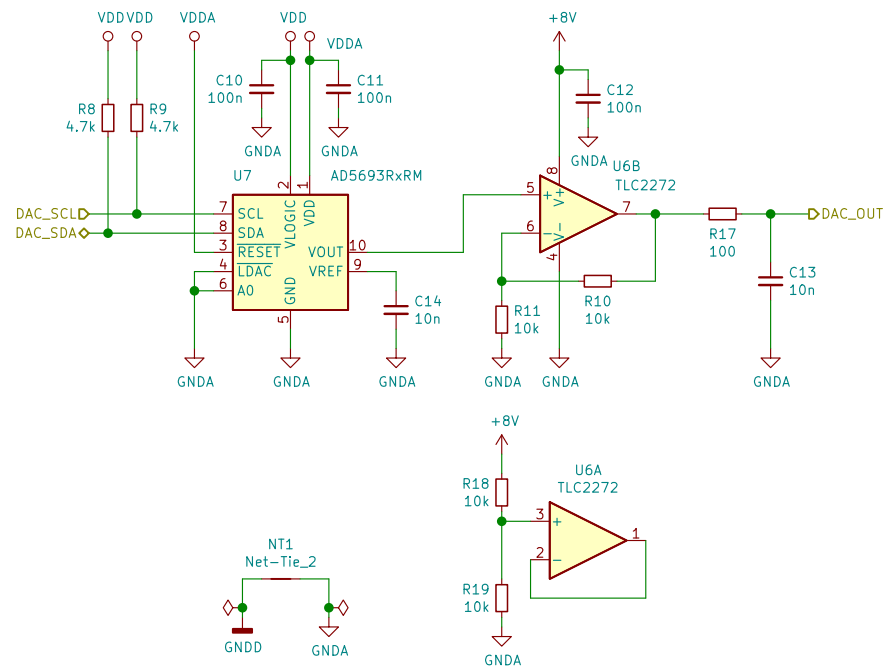 VDD VDD VDDA VDD +8V
VDDA
C10 100n
C11 100n
C12 100n
R8 4.7k
R9 4.7k
GNDA GNDA GNDA
U7 AD5693RxRM
U6B TLC2272
2 1 8
VLOGIC VDD V+
DAC_SCL 7 SCL
DAC_SDA 8 SDA
3 RESET VOUT 10
4 LDAC VREF 9
6 A0
GND 5
5 +
6 −
7
V− 4
R17 100
DAC_OUT
C13 10n
C14 10n
R11 10k
R10 10k
GNDA GNDA GNDA GNDA GNDA GNDA
+8V
U6A
TLC2272
R18 10k
3 +
2 −
1
NT1
Net-Tie_2
R19 10k
GNDD GNDA GNDA